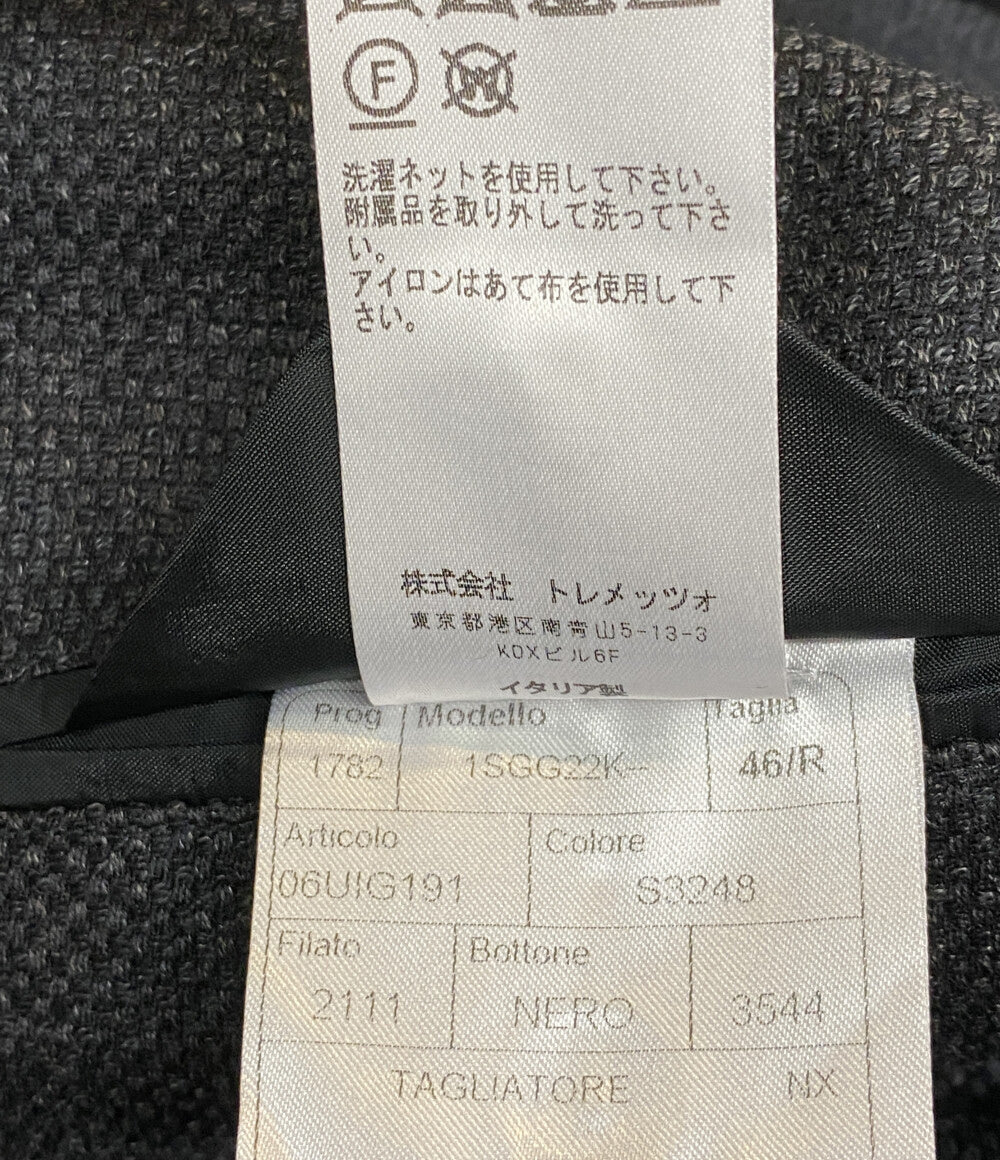 F
W
洗濯ネットを使用して下さい。
附属品を取り外して洗って下さ
い。
アイロンはあて布を使用して下
さい。
株式会社　トレメッツォ
東京都港区南青山5-13-3
KDXビル6F
イタリア製
Prog Modello Taglia
1782 1SGG22K-- 46/R
Articolo Colore
06UIG191 S3248
Filato Bottone
2111 NERO 3544
TAGLIATORE NX